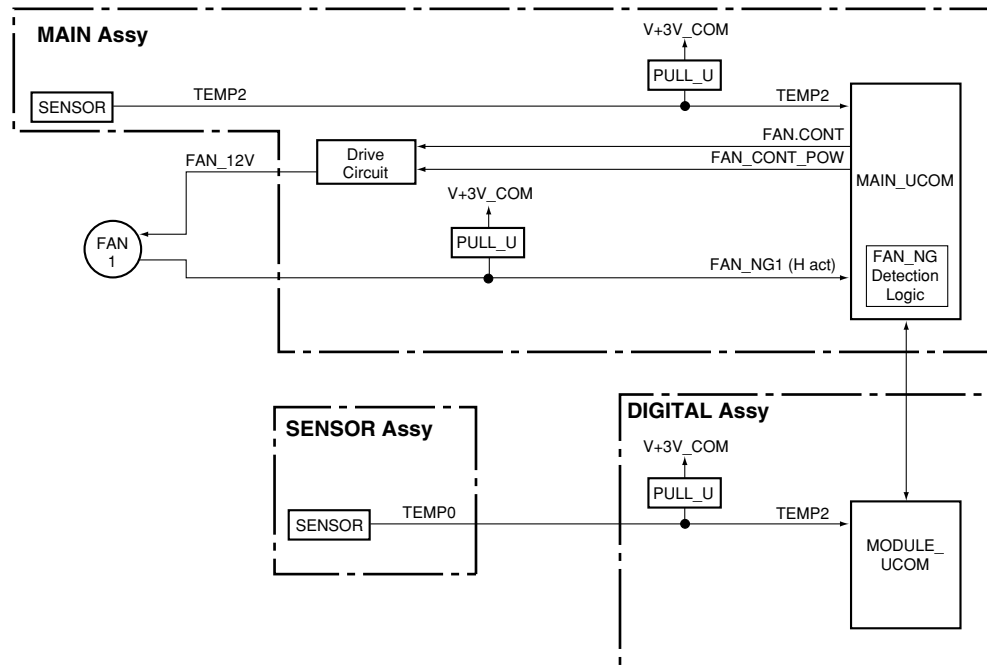 MAIN Assy
V+3V_COM
PULL_U
SENSOR
TEMP2
TEMP2
FAN.CONT
FAN_CONT_POW
Drive
Circuit
FAN_12V
MAIN_UCOM
V+3V_COM
PULL_U
FAN
1
FAN_NG1 (H act)
FAN_NG
Detection
Logic
SENSOR Assy
DIGITAL Assy
V+3V_COM
PULL_U
SENSOR
TEMP0
TEMP2
MODULE_
UCOM